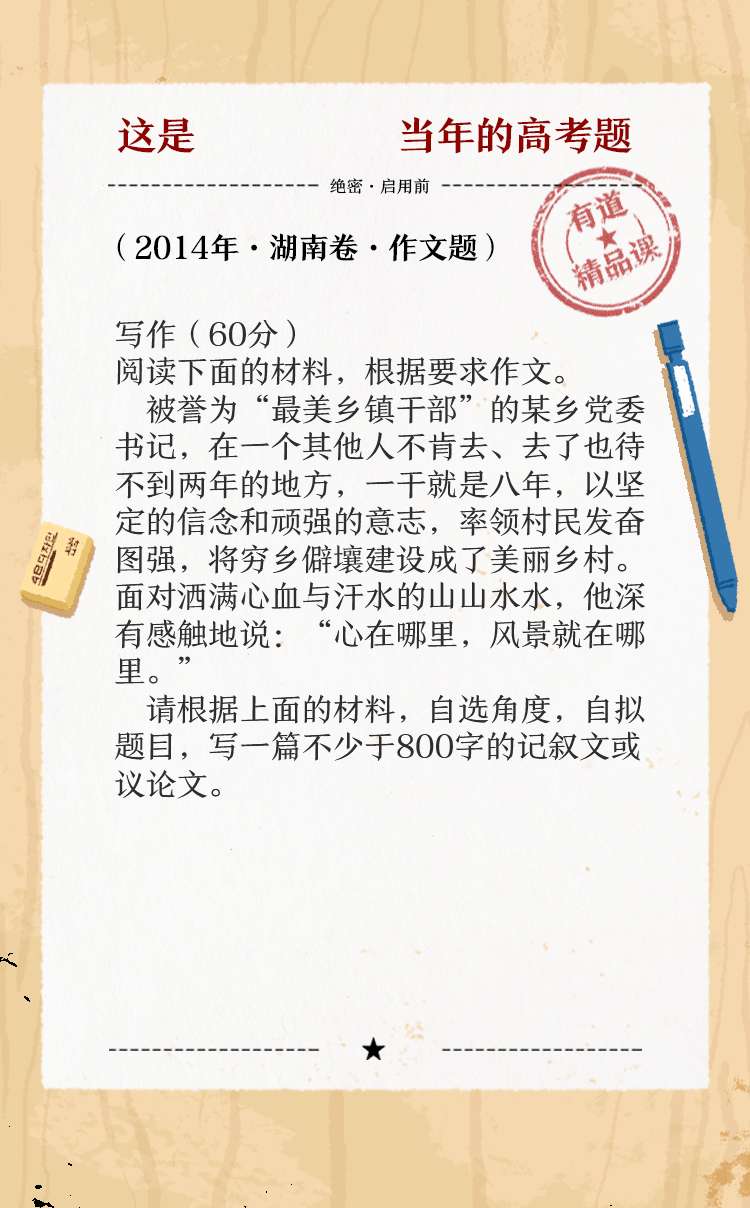 这是 当年的高考题
绝密·启用前
有道
精品课
（2014年·湖南卷·作文题）
写作（60分）
阅读下面的材料，根据要求作文。
被誉为“最美乡镇干部”的某乡党委
书记，在一个其他人不肯去、去了也待
不到两年的地方，一干就是八年，以坚
定的信念和顽强的意志，率领村民发奋
图强，将穷乡僻壤建设成了美丽乡村。
面对洒满心血与汗水的山山水水，他深
有感触地说：“心在哪里，风景就在哪
里。”
请根据上面的材料，自选角度，自拟
题目，写一篇不少于800字的记叙文或
议论文。